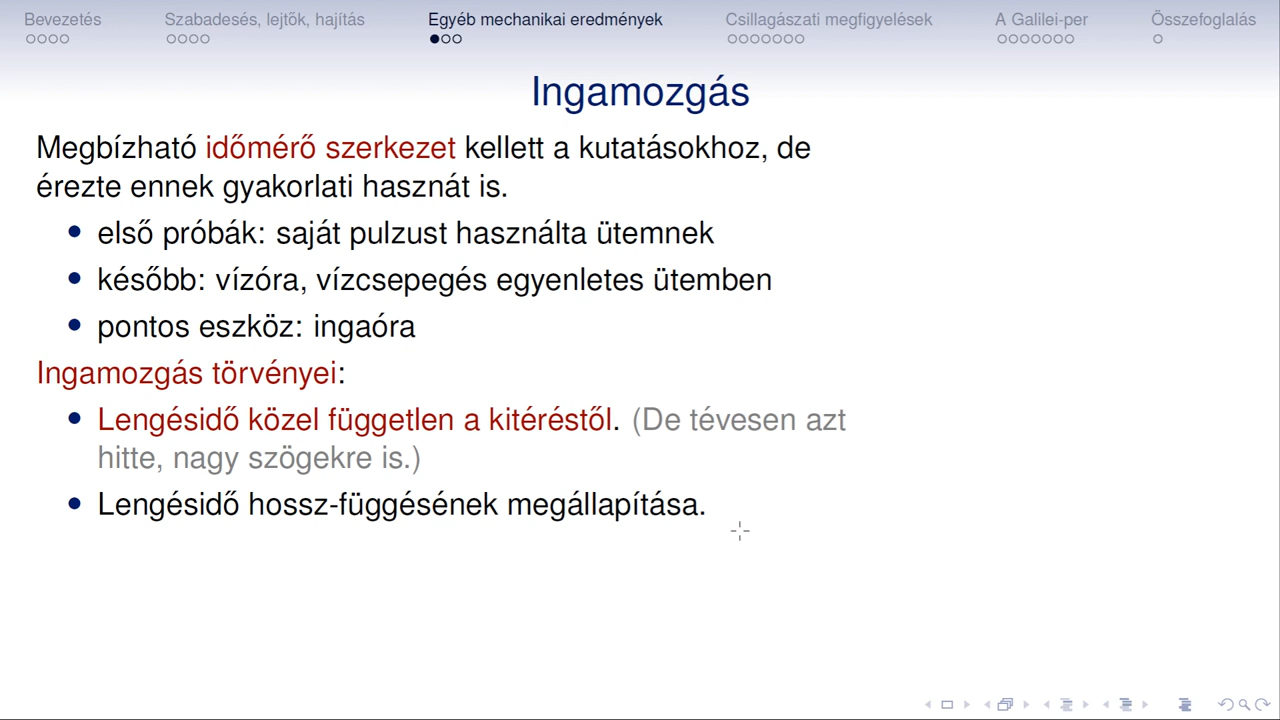 Bevezetés Szabadesés, lejtők, hajítás Egyéb mechanikai eredmények Csillagászati megfigyelések A Galilei-per Összefoglalás
Ingamozgás
Megbízható időmérő szerkezet kellett a kutatásokhoz, de
érezte ennek gyakorlati hasznát is.
első próbák: saját pulzust használta ütemnek
később: vízóra, vízcsepegés egyenletes ütemben
pontos eszköz: ingaóra
Ingamozgás törvényei:
Lengésidő közel független a kitéréstől. (De tévesen azt
hitte, nagy szögekre is.)
Lengésidő hossz-függésének megállapítása.